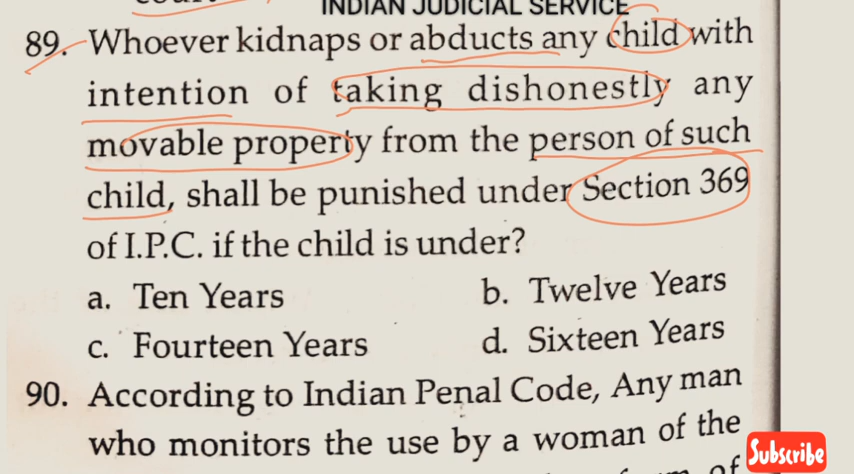 INDIAN JUDICIAL SERVICE
89. Whoever kidnaps or abducts any child with
intention of taking dishonestly any
movable property from the person of such
child, shall be punished under Section 369
of I.P.C. if the child is under?
a. Ten Years b. Twelve Years
c. Fourteen Years d. Sixteen Years
90. According to Indian Penal Code, Any man
who monitors the use by a woman of the
of
Subscribe